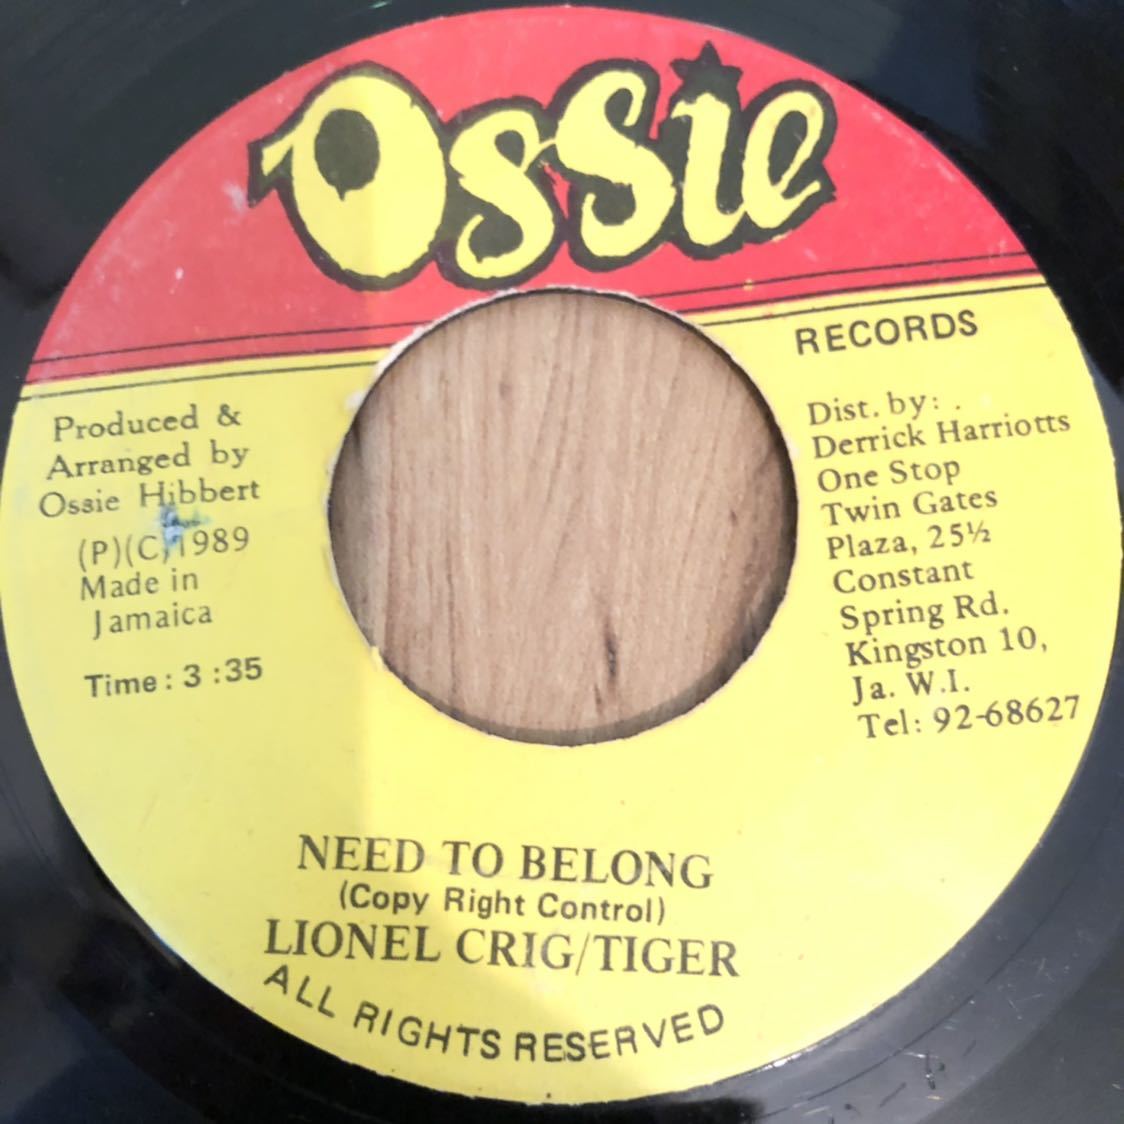 Ossie
RECORDS
Produced &
Arranged by
Ossie Hibbert
(P)(C)1989
Made in
Jamaica
Time: 3:35
Dist. by:
Derrick Harriotts
One Stop
Twin Gates
Plaza, 25½
Constant
Spring Rd.
Kingston 10,
Ja. W.I.
Tel: 92-68627
NEED TO BELONG
(Copy Right Control)
LIONEL CRIG/TIGER
ALL RIGHTS RESERVED